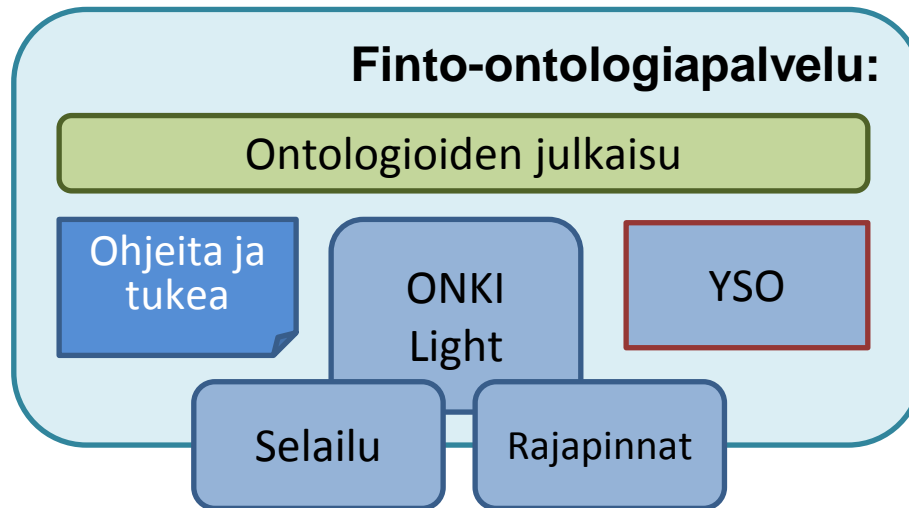 Finto-ontologiapalvelu:
Ontologioiden julkaisu
Ohjeita ja
tukea
ONKI
Light
YSO
Selailu
Rajapinnat